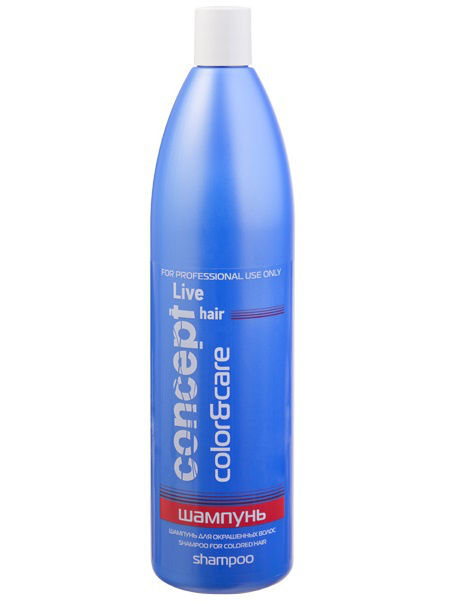 FOR PROFESSIONAL USE ONLY
Live
hair
concept
color&care
шампунь
ШАМПУНЬ ДЛЯ ОКРАШЕННЫХ ВОЛОС
SHAMPOO FOR COLORED HAIR
shampoo